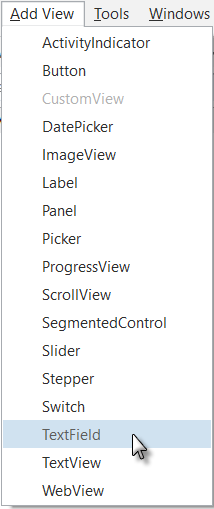 Add View Tools Windows
ActivityIndicator
Button
CustomView
DatePicker
ImageView
Label
Panel
Picker
ProgressView
ScrollView
SegmentedControl
Slider
Stepper
Switch
TextField
TextView
WebView